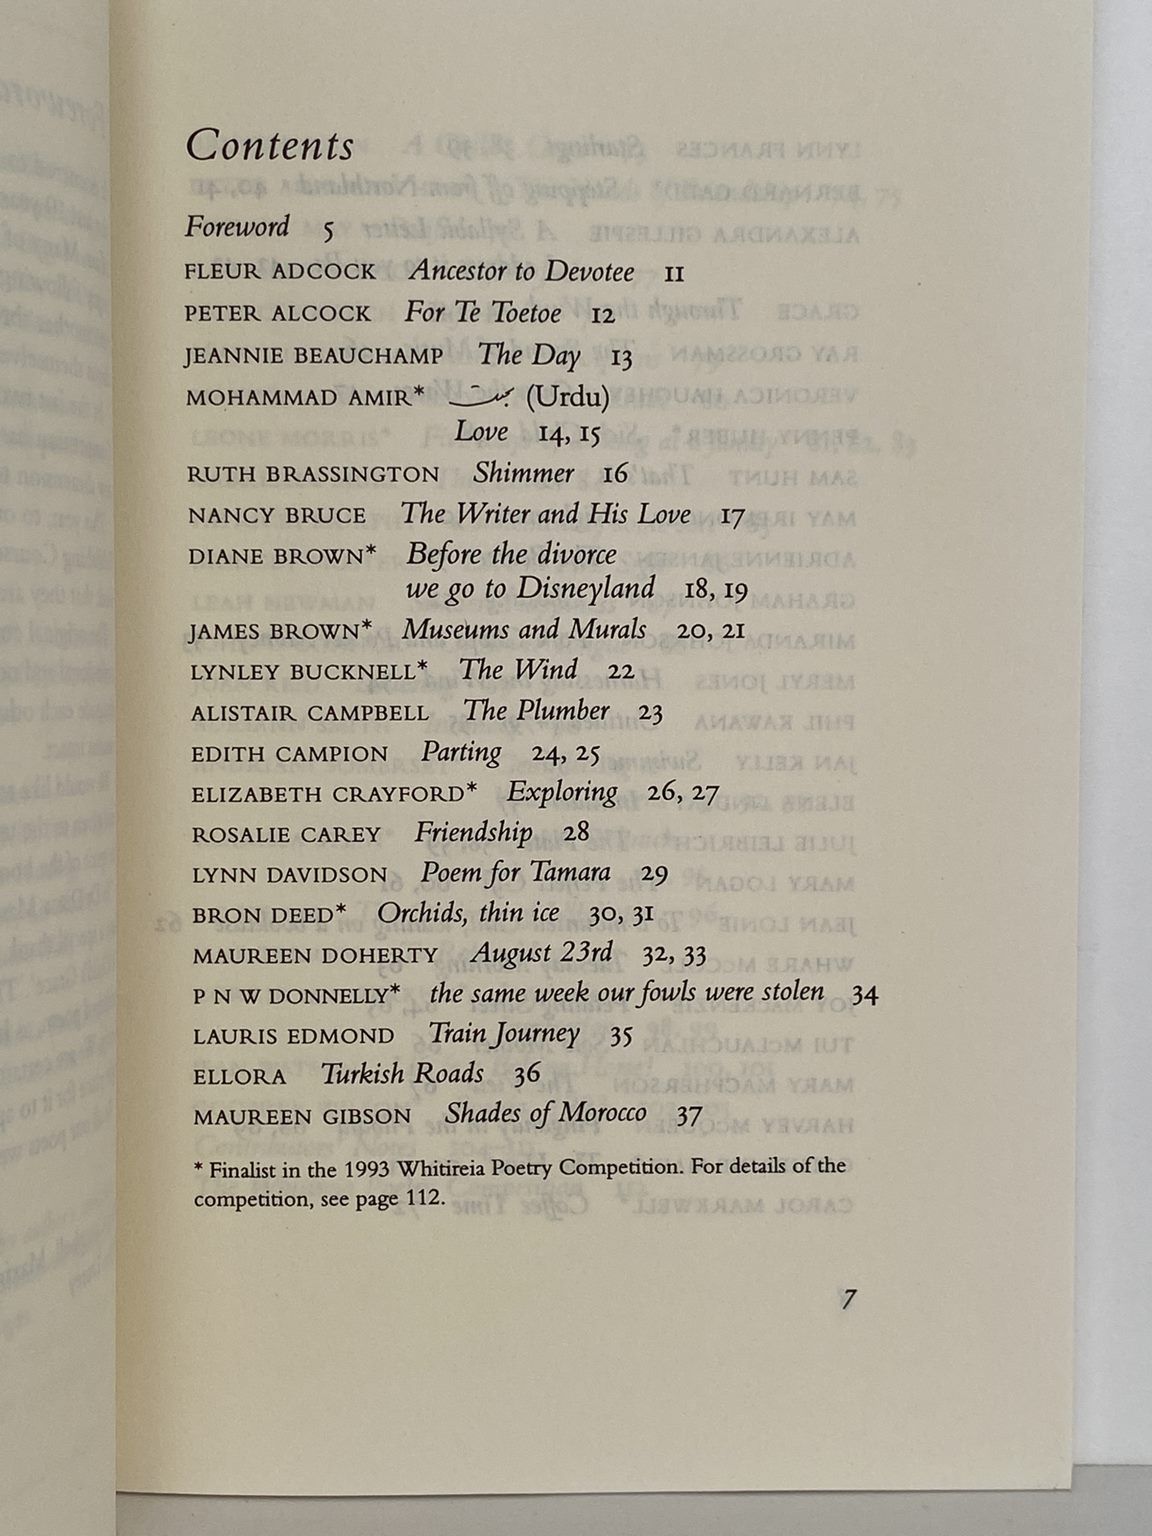 Contents
Foreword 5
FLEUR ADCOCK Ancestor to Devotee 11
PETER ALCOCK For Te Toetoe 12
JEANNIE BEAUCHAMP The Day 13
MOHAMMAD AMIR* (Urdu)
Love 14, 15
RUTH BRASSINGTON Shimmer 16
NANCY BRUCE The Writer and His Love 17
DIANE BROWN* Before the divorce
we go to Disneyland 18, 19
JAMES BROWN* Museums and Murals 20, 21
LYNLEY BUCKNELL* The Wind 22
ALISTAIR CAMPBELL The Plumber 23
EDITH CAMPION Parting 24, 25
ELIZABETH CRAYFORD* Exploring 26, 27
ROSALIE CAREY Friendship 28
LYNN DAVIDSON Poem for Tamara 29
BRON DEED* Orchids, thin ice 30, 31
MAUREEN DOHERTY August 23rd 32, 33
P N W DONNELLY* the same week our fowls were stolen 34
LAURIS EDMOND Train Journey 35
ELLORA Turkish Roads 36
MAUREEN GIBSON Shades of Morocco 37
* Finalist in the 1993 Whitireia Poetry Competition. For details of the
competition, see page 112.
7